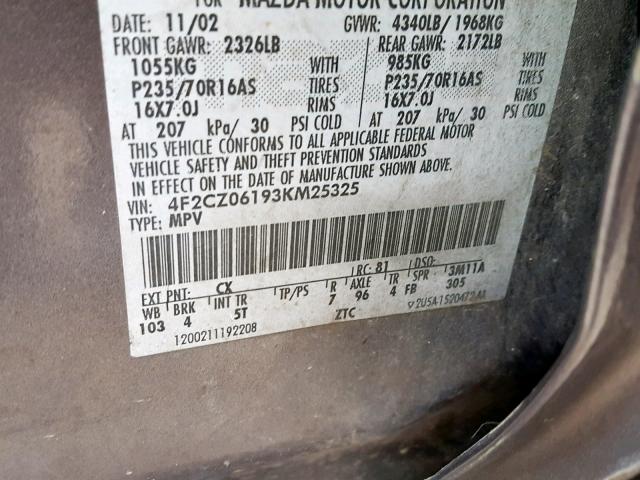 FOR MAZDA MOTOR CORPORATION
DATE: 11/02 GVWR: 4340LB/ 1968KG
FRONT GAWR: 2326LB REAR GAWR: 2172LB
1055KG WITH 985KG WITH
P235/70R16AS TIRES P235/70R16AS TIRES
16X7.0J RIMS 16X7.0J RIMS
AT 207 kPa/ 30 PSI COLD AT 207 kPa/ 30 PSI COLD
THIS VEHICLE CONFORMS TO ALL APPLICABLE FEDERAL MOTOR
VEHICLE SAFETY AND THEFT PREVENTION STANDARDS
IN EFFECT ON THE DATE OF MANUFACTURE SHOWN ABOVE.
VIN: 4F2CZ06193KM25325
TYPE: MPV
EXT PNT: CX RC: 81 DSO:
WB BRK INT TR TP/PS R AXLE TR SPR 3M11A
103 4 5T 7 96 4 FB 305
1200211192208 ZTC